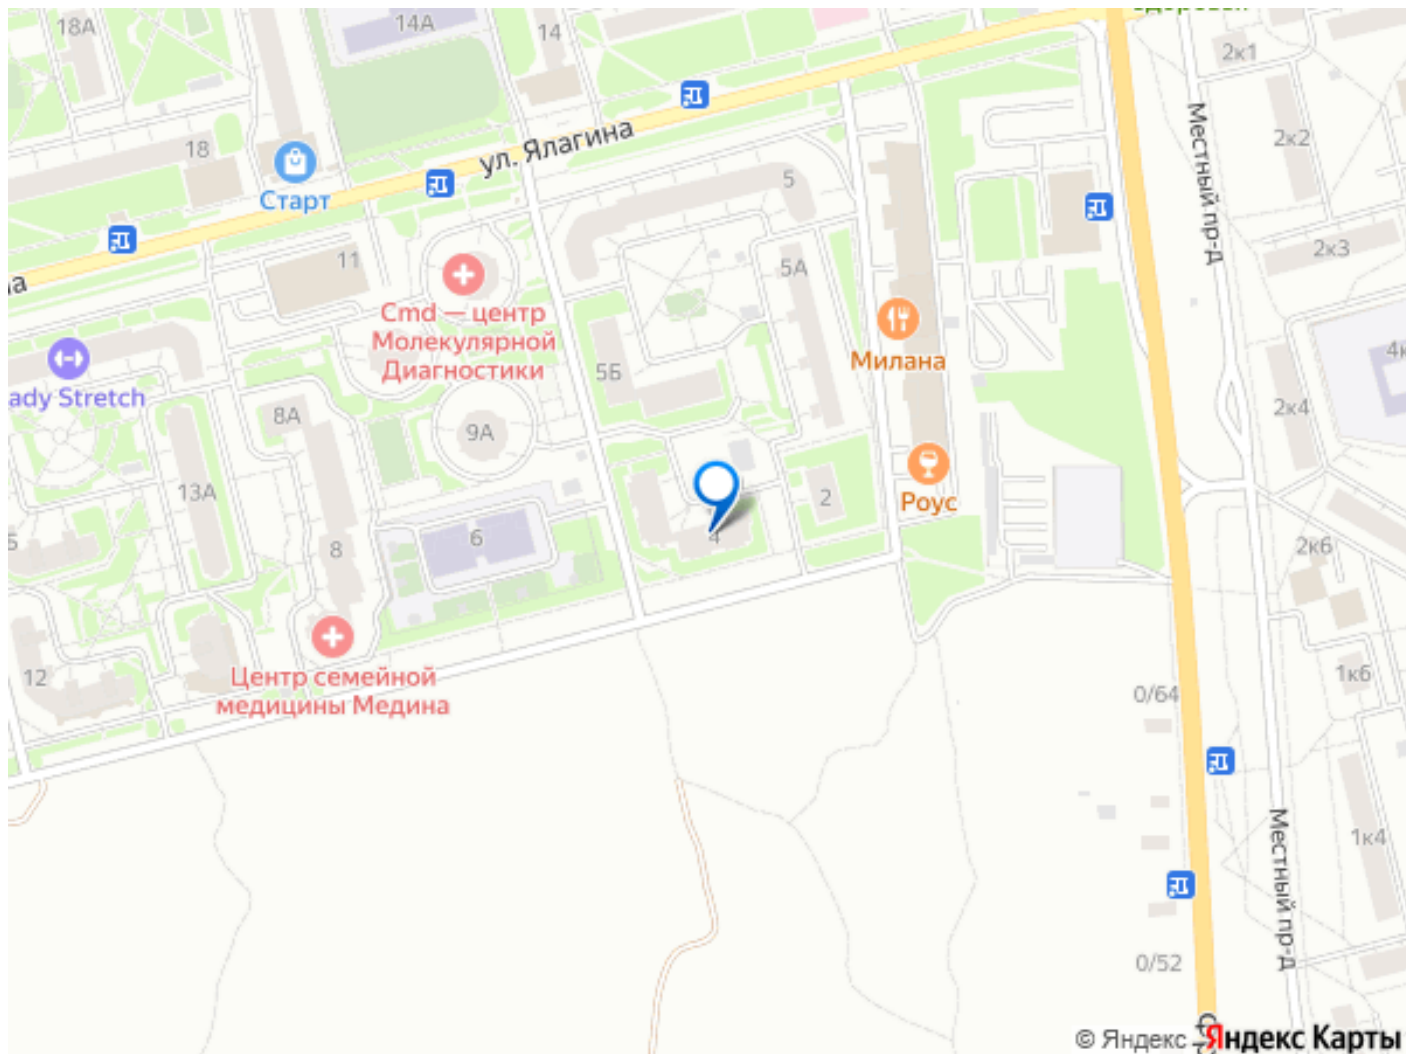 18А
14А
14
2к1
Местный пр-д
2к2
ул. Ялагина
18
Старт
5
2к3
11
5А
Cmd — центр
Молекулярной
Диагностики
Милана
ady Stretch
5Б
2к4
8А
9А
13А
Роус
2
6
4
8
2к6
12
Центр семейной
медицины Медина
1к6
0/64
Местный пр-д
1к4
0/52
© Яндекс
Яндекс Карты